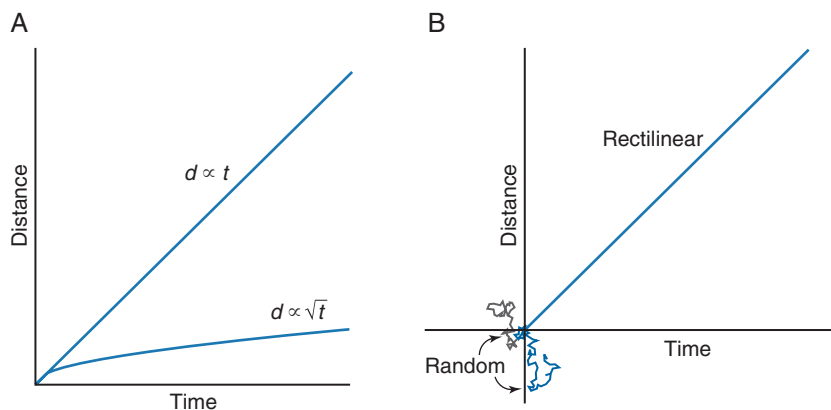 A
Distance
d ∝ t
d ∝ √t
Time
B
Distance
Rectilinear
Random
Time